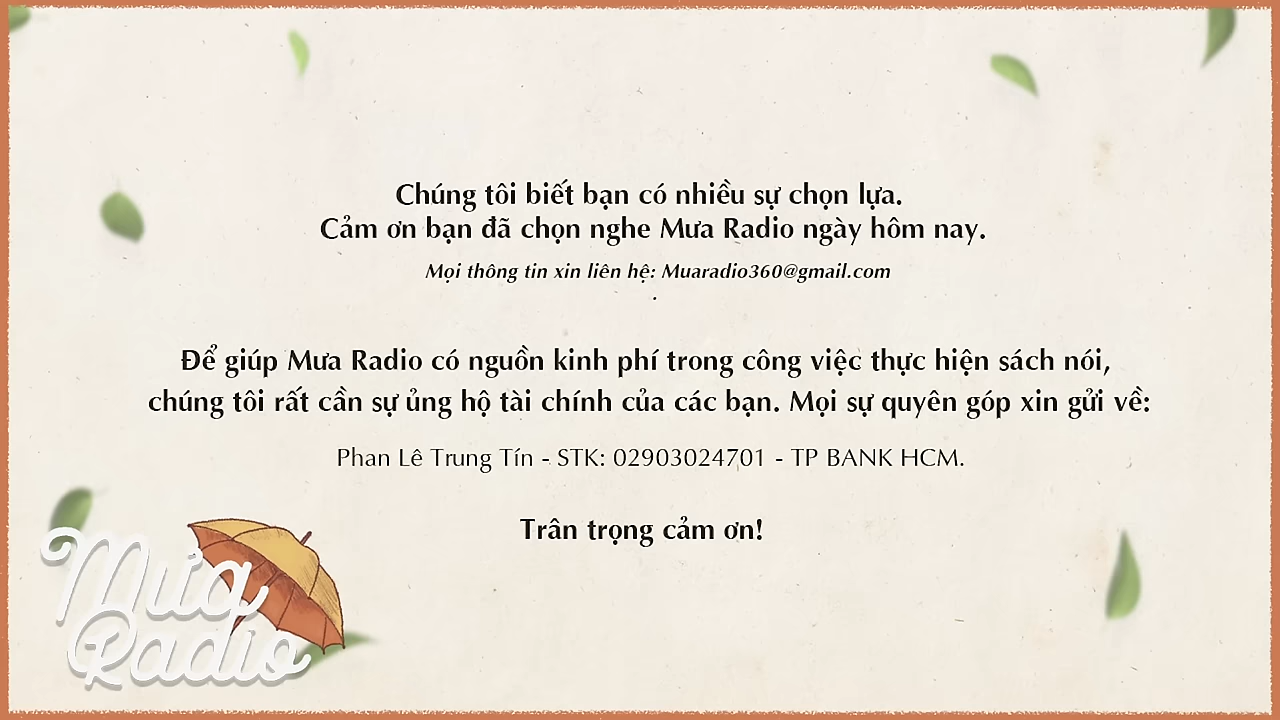 Chúng tôi biết bạn có nhiều sự chọn lựa.
Cảm ơn bạn đã chọn nghe Mưa Radio ngày hôm nay.
Mọi thông tin xin liên hệ: Muaradio360@gmail.com
.
Để giúp Mưa Radio có nguồn kinh phí trong công việc thực hiện sách nói,
chúng tôi rất cần sự ủng hộ tài chính của các bạn. Mọi sự quyên góp xin gửi về:
Phan Lê Trung Tín - STK: 02903024701 - TP BANK HCM.
Trân trọng cảm ơn!
Mưa
Radio